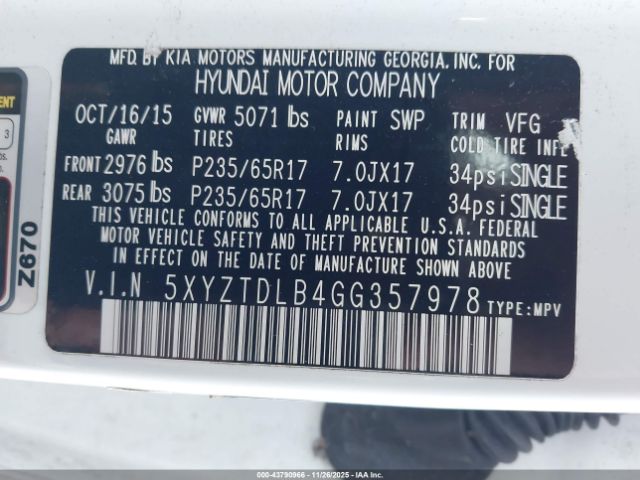 MFD. BY KIA MOTORS MANUFACTURING GEORGIA, INC. FOR
HYUNDAI MOTOR COMPANY
OCT/16/15 GVWR 5071 lbs PAINT SWP TRIM VFG
GAWR TIRES RIMS COLD TIRE INFL
FRONT 2976 lbs P235/65R17 7.0JX17 34psi SINGLE
REAR 3075 lbs P235/65R17 7.0JX17 34psi SINGLE
THIS VEHICLE CONFORMS TO ALL APPLICABLE U.S.A. FEDERAL
MOTOR VEHICLE SAFETY AND THEFT PREVENTION STANDARDS
IN EFFECT ON THE DATE OF MANUFACTURE SHOWN ABOVE.
V.I.N 5XYZTDLB4GG357978 TYPE:MPV
Z670
ENT
3
000-43790966 | 11/26/2025 | IAAI.COM